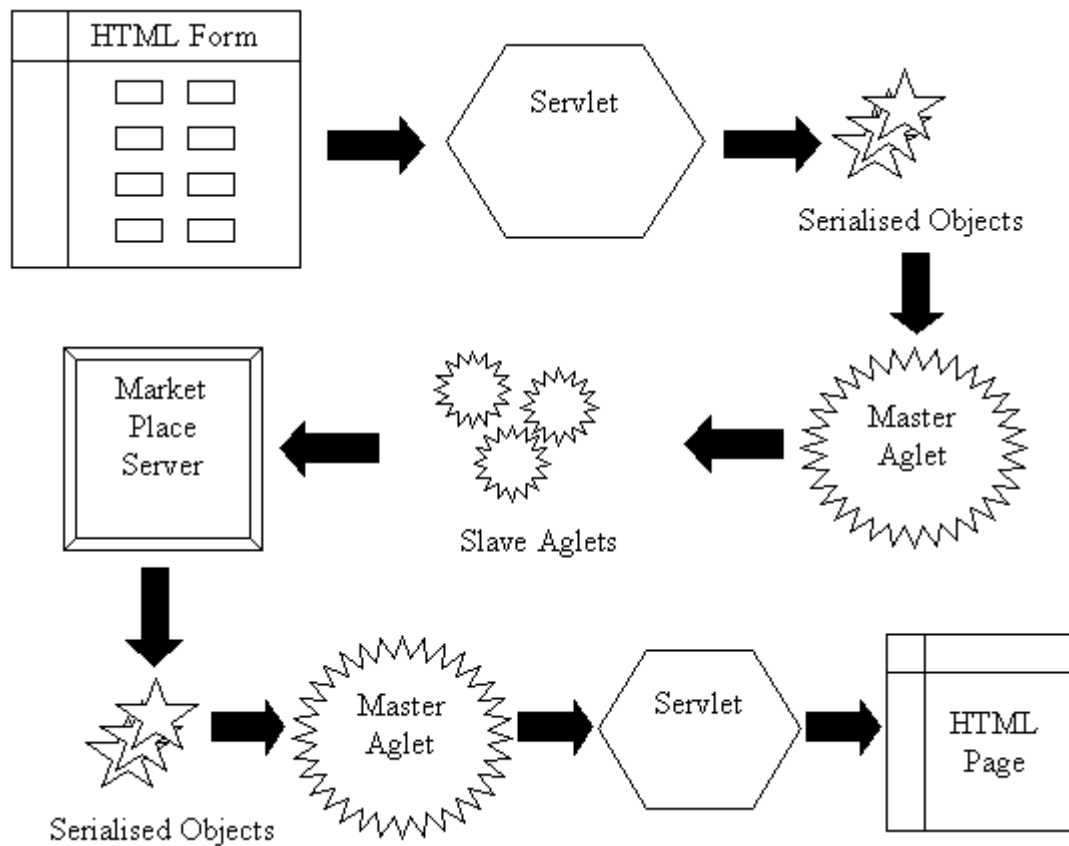 HTML Form
Servlet
Serialised Objects
Market
Place
Server
Slave Aglets
Master
Aglet
Serialised Objects
Master
Aglet
Servlet
HTML
Page